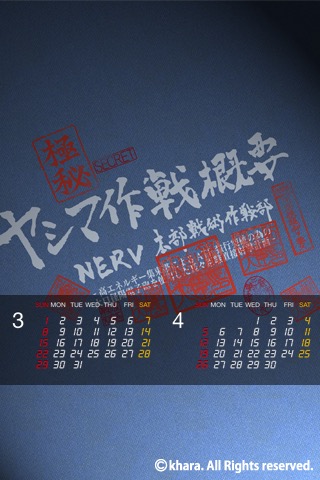 極秘
SECRET
ヤシマ作戦概要
NERV 本部戦術作戦部
3
SUN MON TUE WED THU FRI SAT
1 2 3 4 5 6 7
8 9 10 11 12 13 14
15 16 17 18 19 20 21
22 23 24 25 26 27 28
29 30 31
4
MON TUE WED THU FRI SAT
1 2 3 4
5 6 7 8 9 10 11
12 13 14 15 16 17 18
19 20 21 22 23 24 25
26 27 28 29 30
©khara. All Rights reserved.